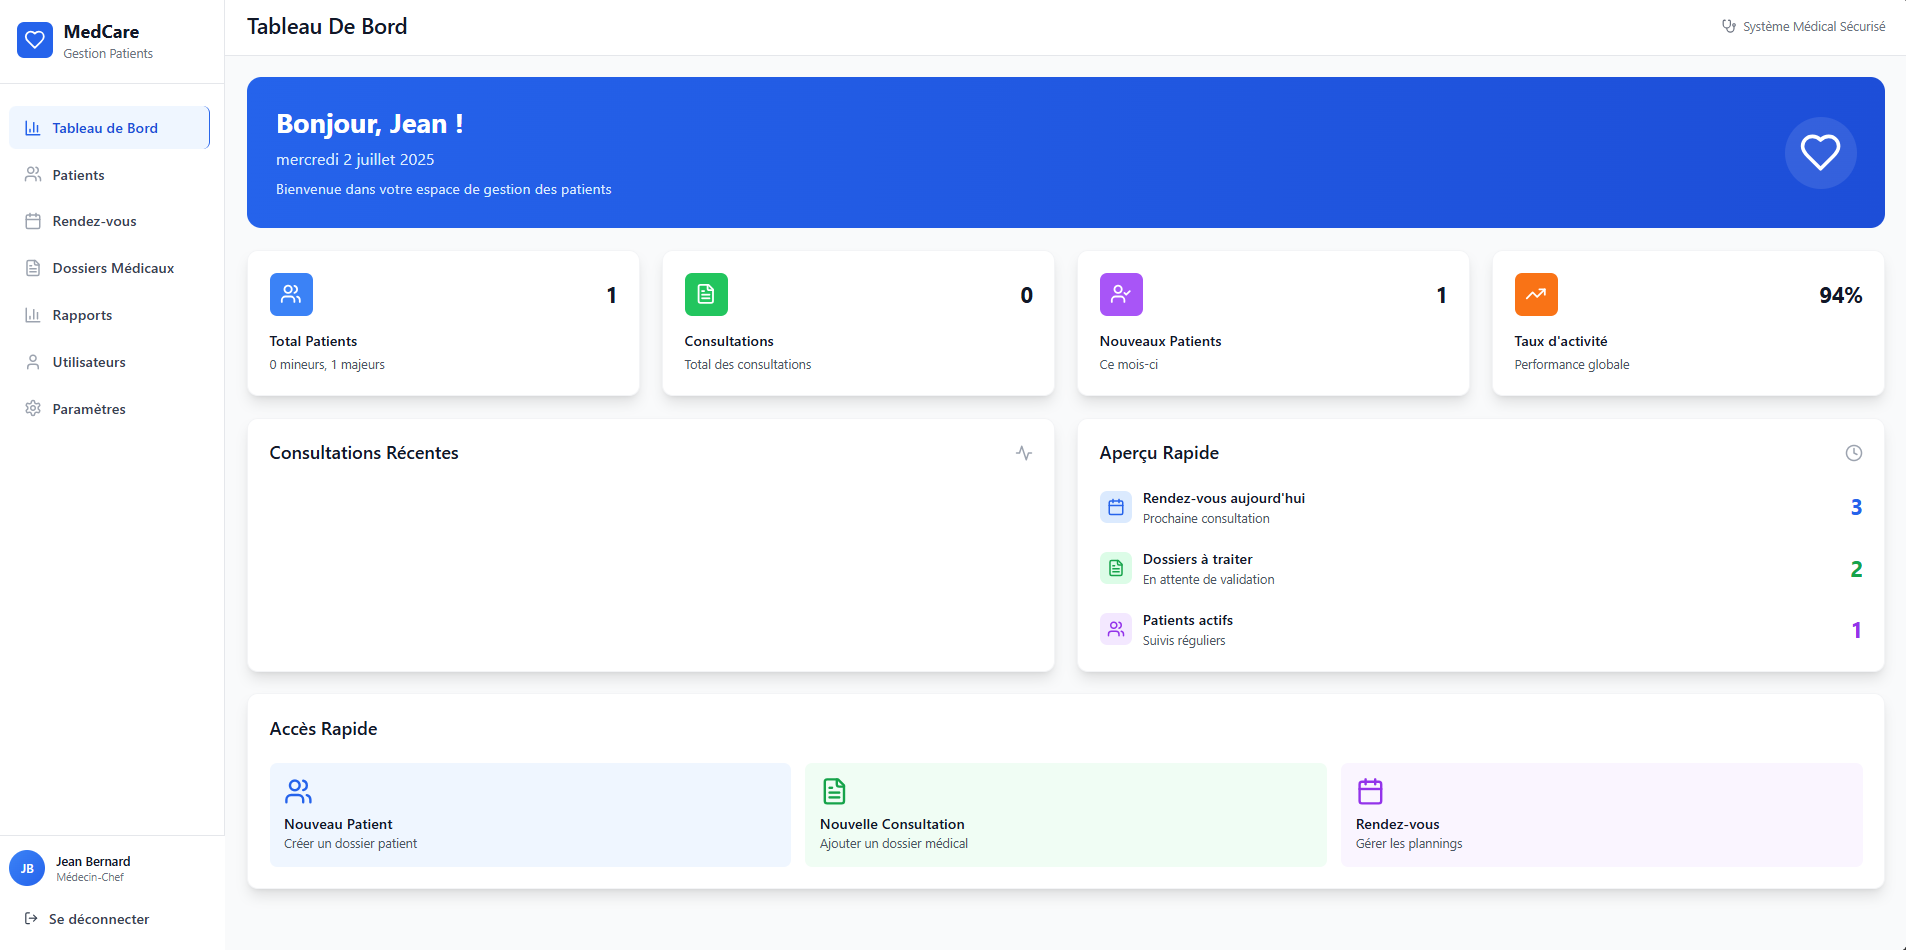 MedCare
Gestion Patients
Tableau de Bord
Patients
Rendez-vous
Dossiers Médicaux
Rapports
Utilisateurs
Paramètres
JB
Jean Bernard
Médecin-Chef
Se déconnecter
Tableau De Bord
Système Médical Sécurisé
Bonjour, Jean !
mercredi 2 juillet 2025
Bienvenue dans votre espace de gestion des patients
1
Total Patients
0 mineurs, 1 majeurs
0
Consultations
Total des consultations
1
Nouveaux Patients
Ce mois-ci
94%
Taux d'activité
Performance globale
Consultations Récentes
Aperçu Rapide
Rendez-vous aujourd'hui
Prochaine consultation
3
Dossiers à traiter
En attente de validation
2
Patients actifs
Suivis réguliers
1
Accès Rapide
Nouveau Patient
Créer un dossier patient
Nouvelle Consultation
Ajouter un dossier médical
Rendez-vous
Gérer les plannings